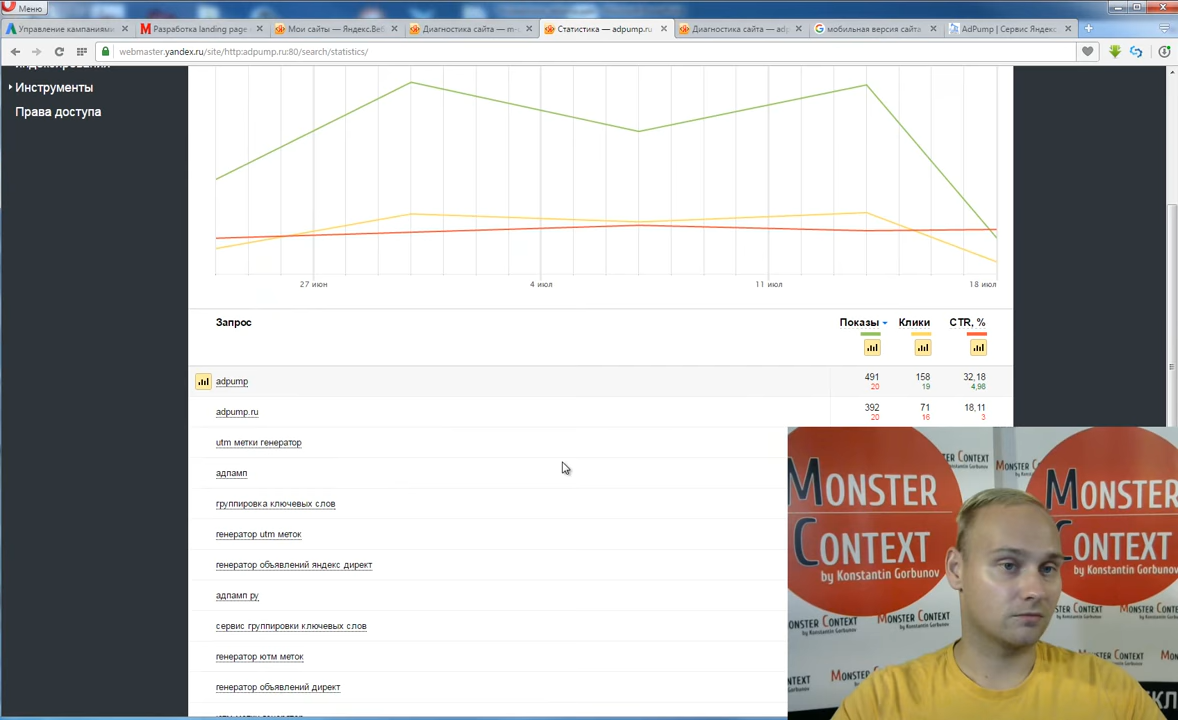 Меню
Управление кампаниями
Разработка landing page
Мои сайты — Яндекс.Веб
Диагностика сайта — m-
Статистика — adpump.ru
Диагностика сайта — adp
мобильная версия сайта
AdPump | Сервис Яндекс
webmaster.yandex.ru/site/http:adpump.ru:80/search/statistics/
Инструменты
Права доступа
27 июн
4 июл
11 июл
18 июл
Запрос
Показы
Клики
CTR, %
adpump
491
158
32,18
20
19
4,98
adpump.ru
392
71
18,11
20
16
3
utm метки генератор
адпамп
группировка ключевых слов
генератор utm меток
генератор объявлений яндекс директ
адпамп ру
сервис группировки ключевых слов
генератор ютм меток
генератор объявлений директ
MONSTER
CONTEXT
by Konstantin Gorbunov
MONSTER
CONTEXT
by Konstantin Gorbunov